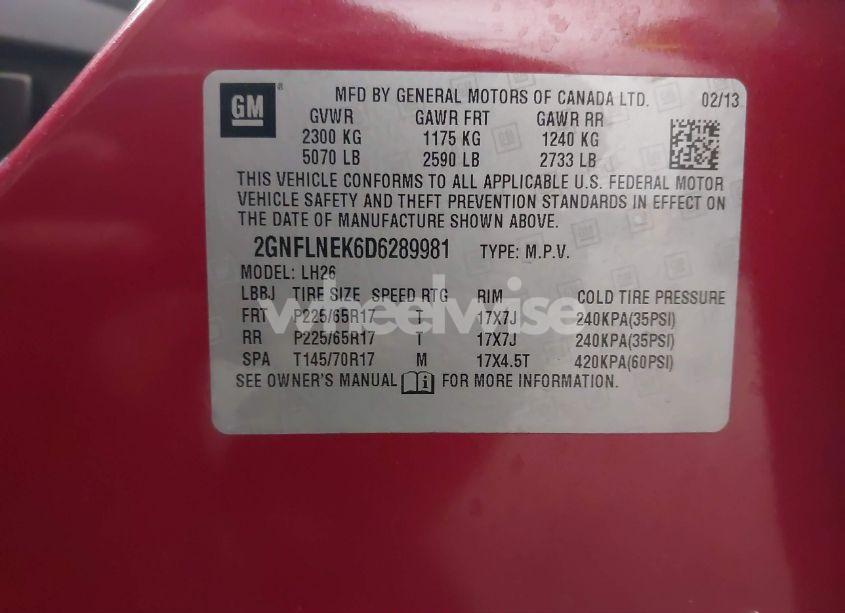 GM ® MFD BY GENERAL MOTORS OF CANADA LTD. 02/13
GVWR GAWR FRT GAWR RR
2300 KG 1175 KG 1240 KG
5070 LB 2590 LB 2733 LB
THIS VEHICLE CONFORMS TO ALL APPLICABLE U.S. FEDERAL MOTOR
VEHICLE SAFETY AND THEFT PREVENTION STANDARDS IN EFFECT ON
THE DATE OF MANUFACTURE SHOWN ABOVE.
2GNFLNEK6D6289981 TYPE: M.P.V.
MODEL: LH26
LBBJ TIRE SIZE SPEED RTG RIM COLD TIRE PRESSURE
FRT P225/65R17 T 17X7J 240KPA(35PSI)
RR P225/65R17 T 17X7J 240KPA(35PSI)
SPA T145/70R17 M 17X4.5T 420KPA(60PSI)
SEE OWNER'S MANUAL FOR MORE INFORMATION.
wheelwise